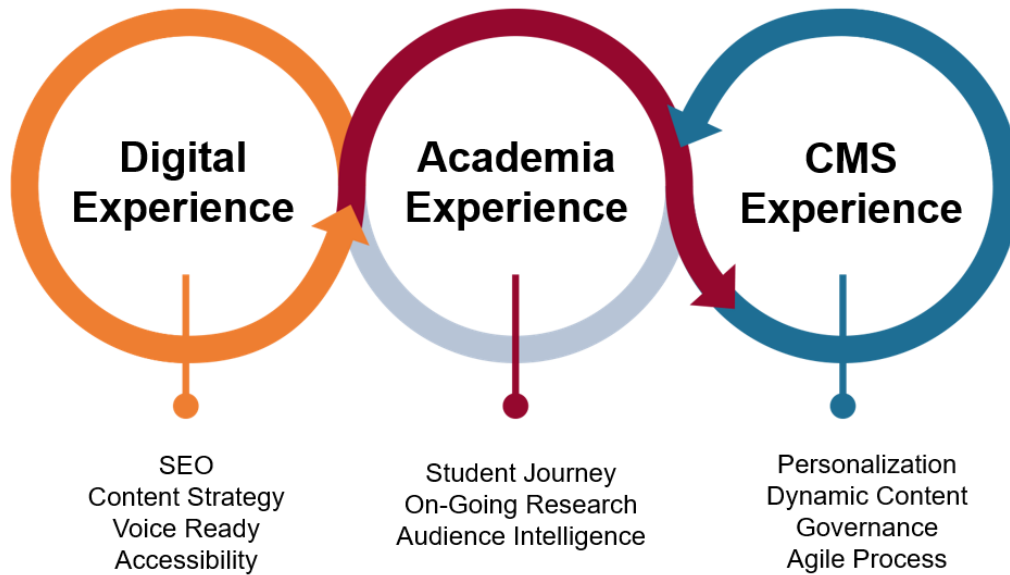 Digital
Experience
Academia
Experience
CMS
Experience
SEO
Content Strategy
Voice Ready
Accessibility
Student Journey
On-Going Research
Audience Intelligence
Personalization
Dynamic Content
Governance
Agile Process